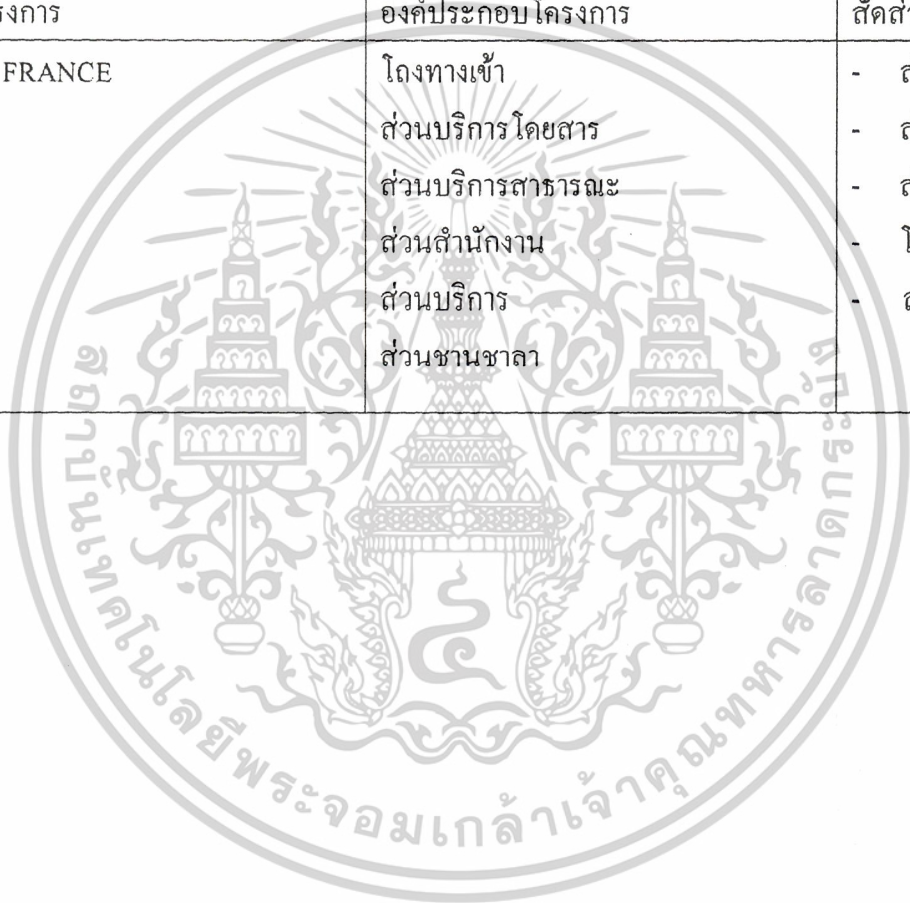 องค์ประกอบโครงการ
FRANCE
โถงทางเข้า
ส่วนบริการโดยสาร
ส่วนบริการสาธารณะ
ส่วนสำนักงาน
ส่วนบริการ
ส่วนชานชาลา
สถาบันเทคโนโลยีพระจอมเกล้าเจ้าคุณทหารลาดกระบัง